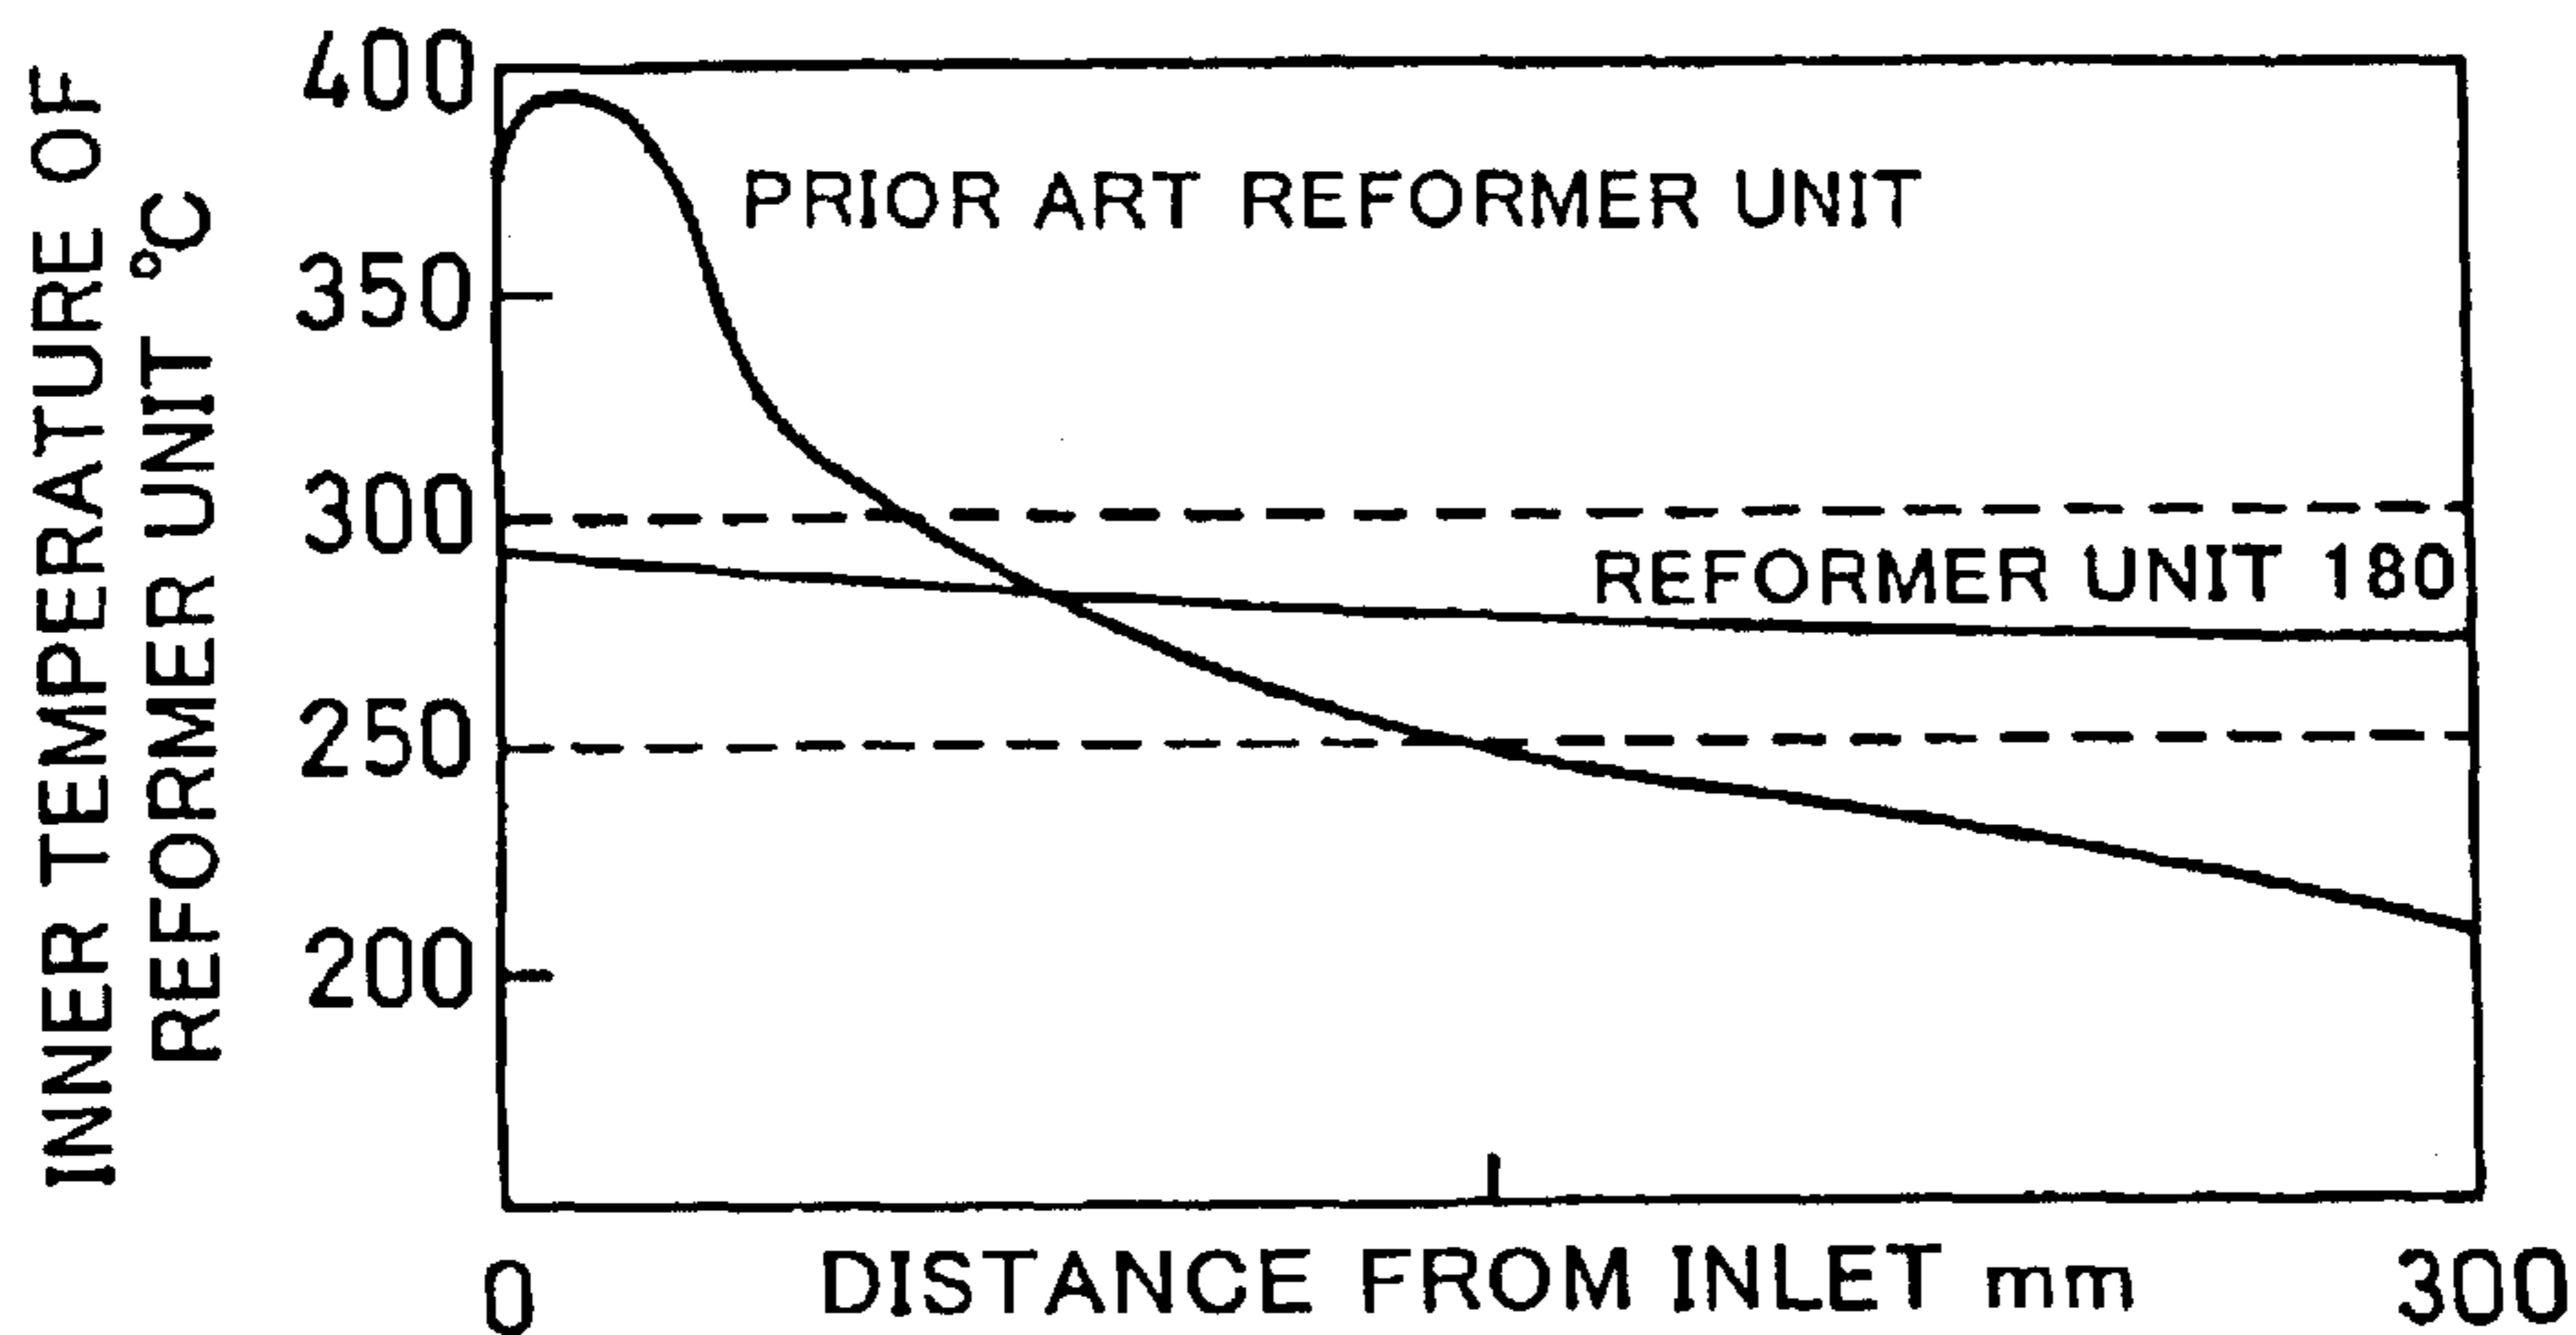 INNER TEMPERATURE OF
REFORMER UNIT °C
400
350
300
250
200
PRIOR ART REFORMER UNIT
REFORMER UNIT 180
0
DISTANCE FROM INLET mm
300